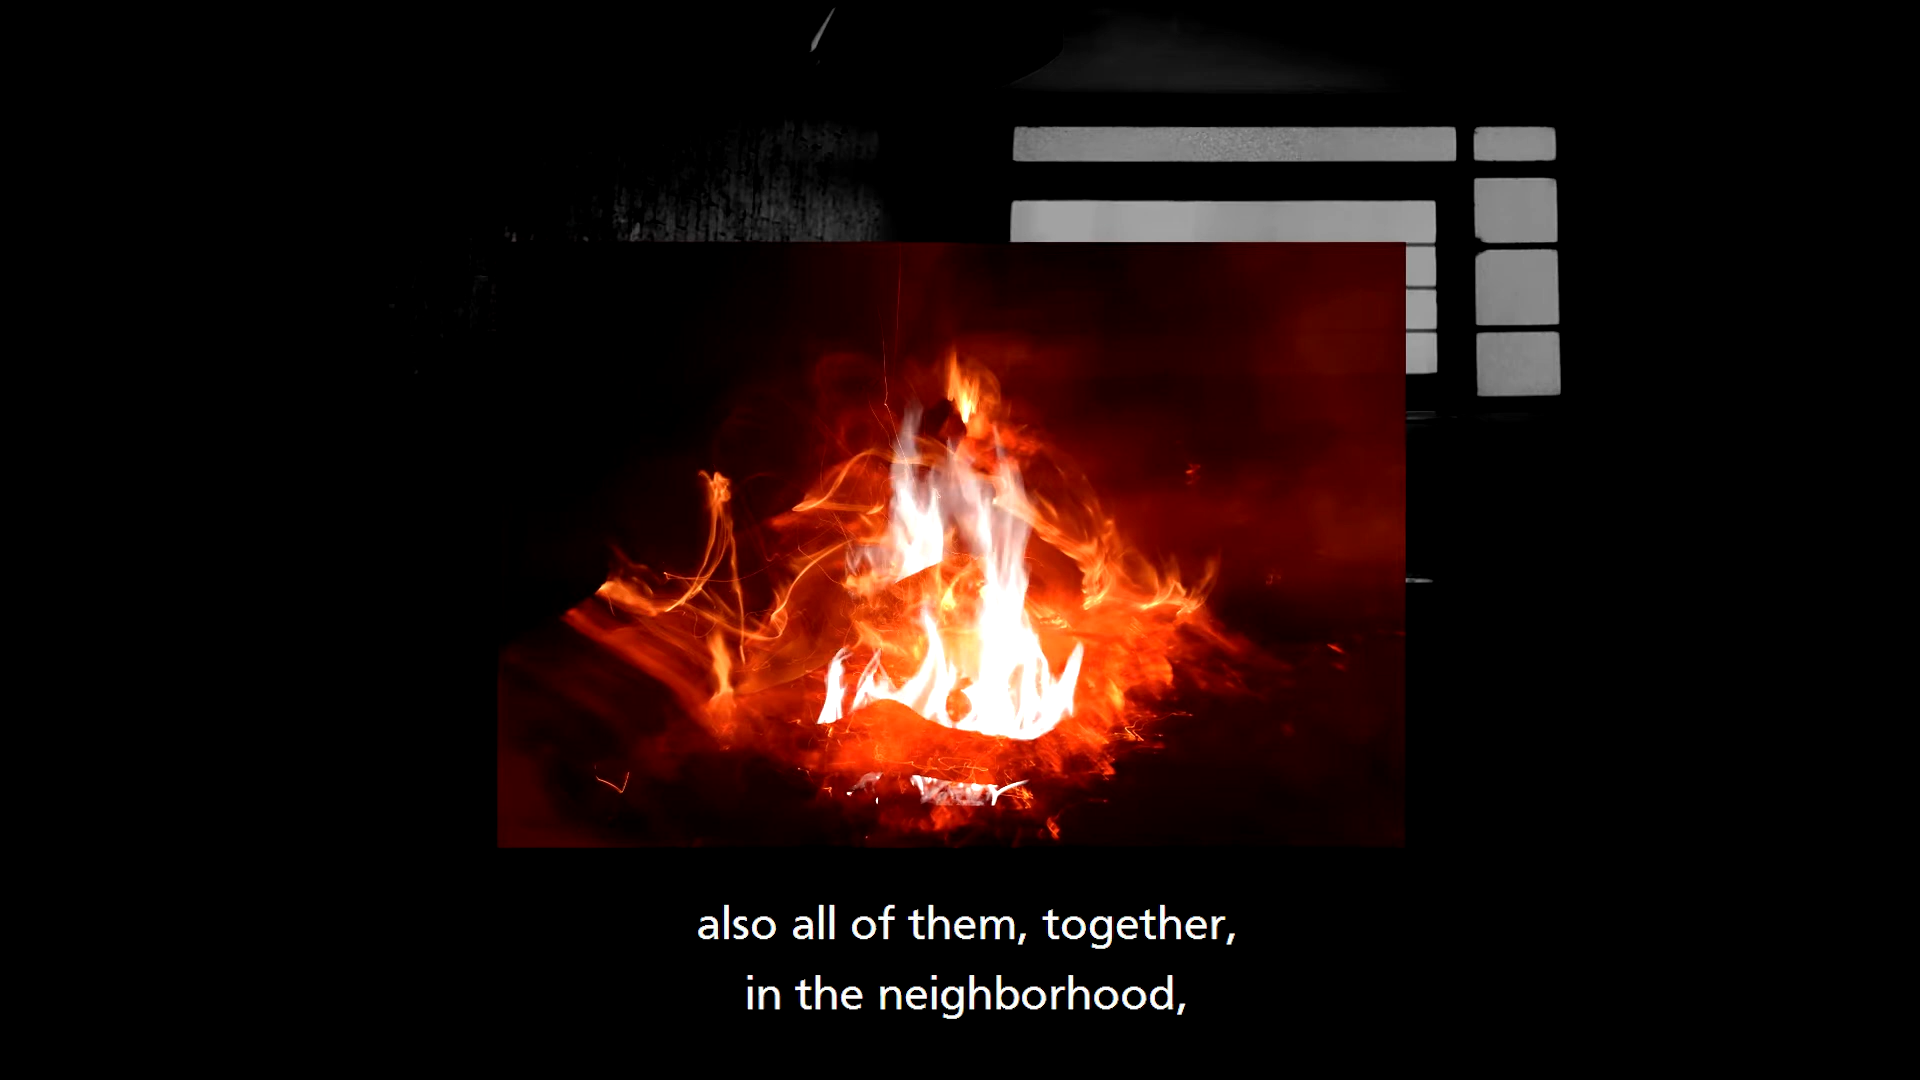 also all of them, together,
in the neighborhood,